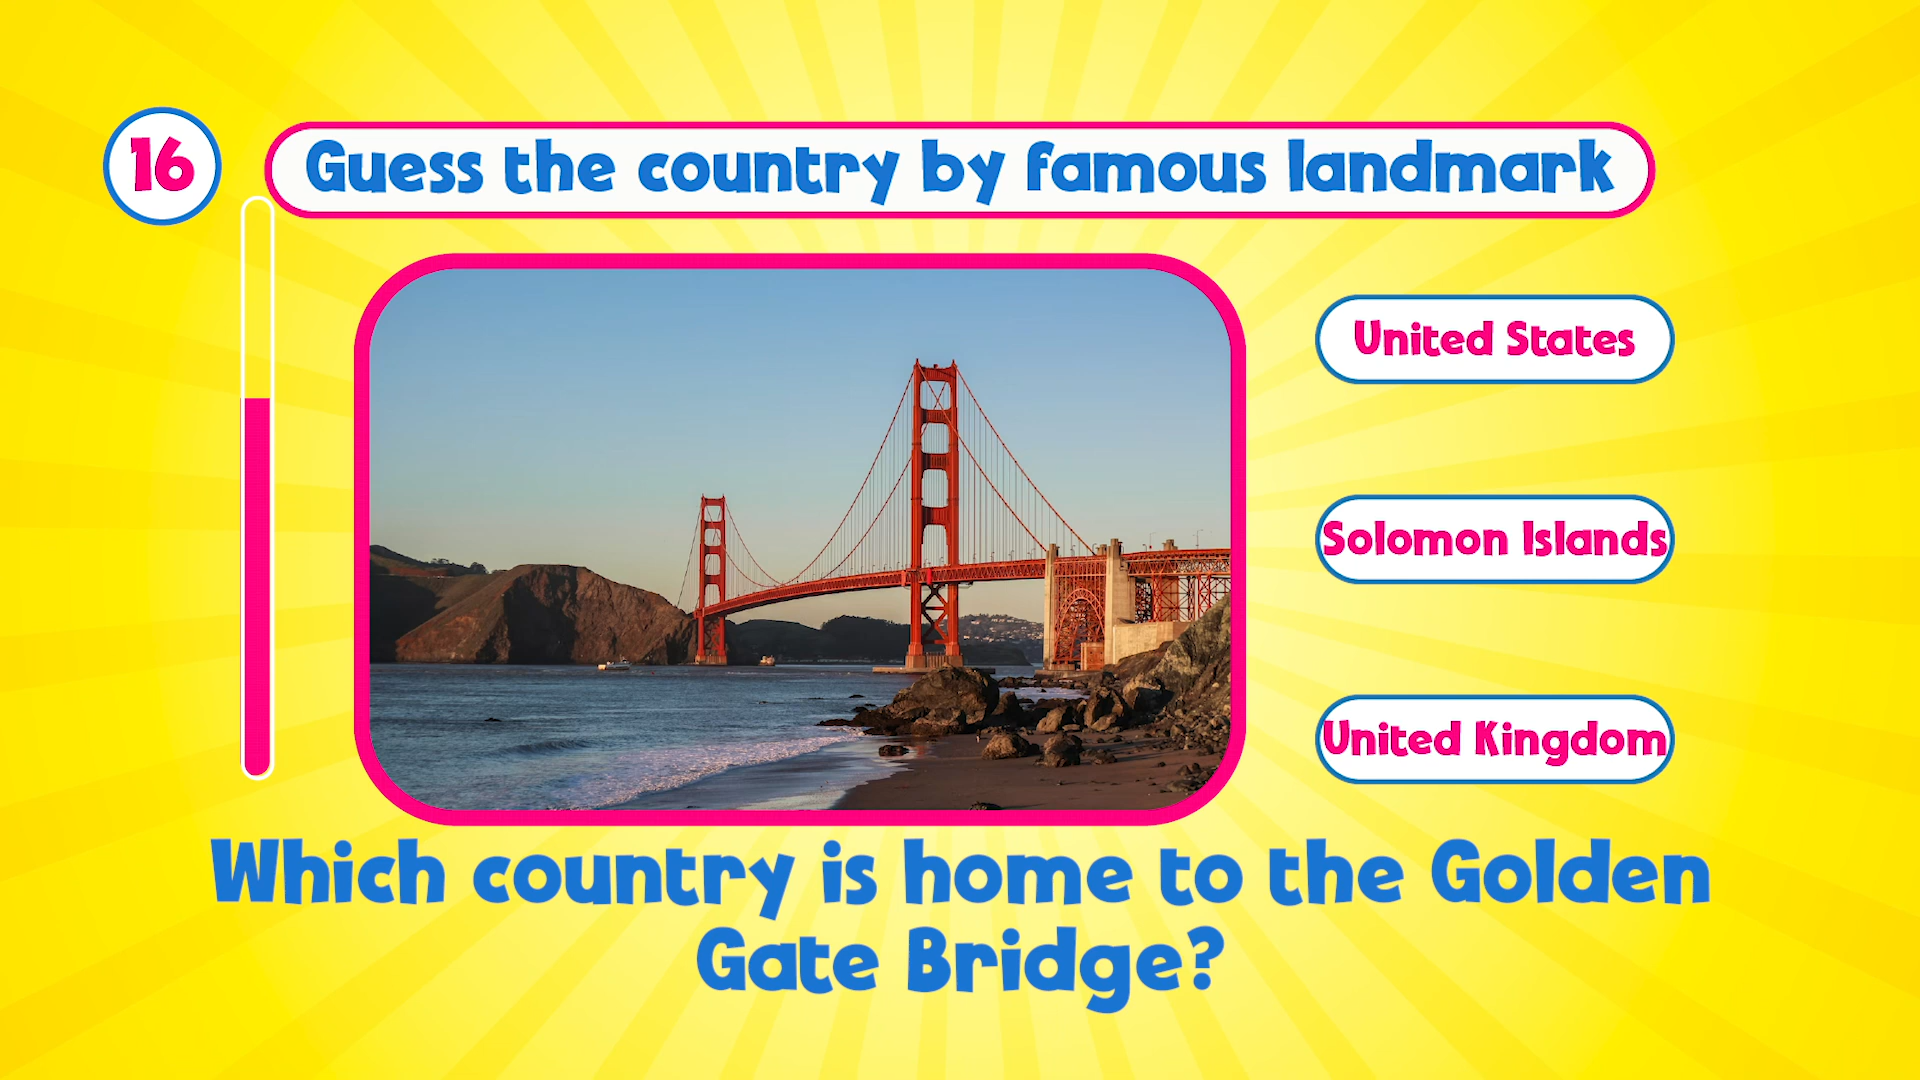 16
Guess the country by famous landmark
United States
Solomon Islands
United Kingdom
Which country is home to the Golden
Gate Bridge?